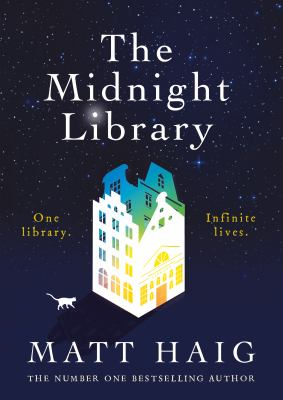 The
Midnight
Library
One
library.
Infinite
lives.
MATT HAIG
THE NUMBER ONE BESTSELLING AUTHOR